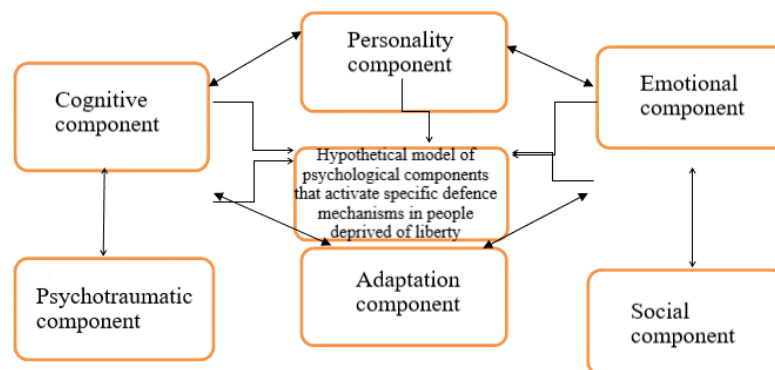 Personality
component
Cognitive
component
Emotional
component
Hypothetical model of
psychological components
that activate specific defence
mechanisms in people
deprived of liberty
Psychotraumatic
component
Adaptation
component
Social
component